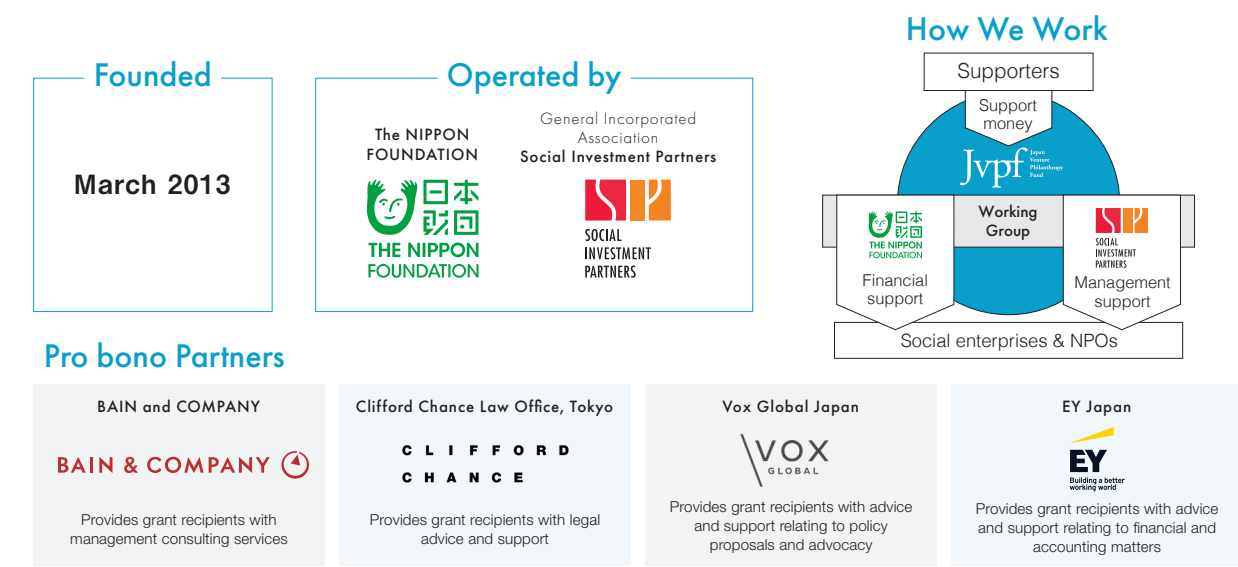 Founded
March 2013
Operated by
The NIPPON
FOUNDATION
日本
財団
THE NIPPON
FOUNDATION
General Incorporated
Association
Social Investment Partners
SIP
SOCIAL
INVESTMENT
PARTNERS
How We Work
Supporters
Support
money
Jvpf
Japan
Venture
Philanthropy
Fund
日本
財団
THE NIPPON
FOUNDATION
Financial
support
Working
Group
SIP
SOCIAL
INVESTMENT
PARTNERS
Management
support
Social enterprises & NPOs
Pro bono Partners
BAIN and COMPANY
BAIN & COMPANY
Provides grant recipients with
management consulting services
Clifford Chance Law Office, Tokyo
CLIFFORD
CHANCE
Provides grant recipients with legal
advice and support
Vox Global Japan
VOX
GLOBAL
Provides grant recipients with advice
and support relating to policy
proposals and advocacy
EY Japan
EY
Building a better
working world
Provides grant recipients with advice
and support relating to financial and
accounting matters